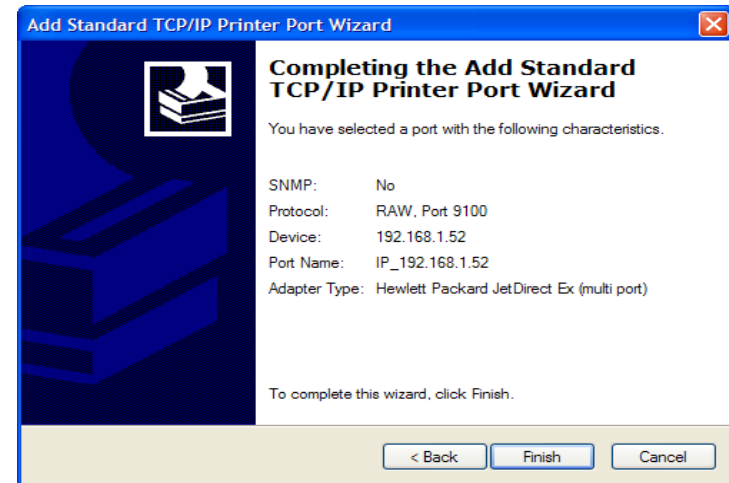 Add Standard TCP/IP Printer Port Wizard
Completing the Add Standard
TCP/IP Printer Port Wizard
You have selected a port with the following characteristics.
SNMP: No
Protocol: RAW, Port 9100
Device: 192.168.1.52
Port Name: IP_192.168.1.52
Adapter Type: Hewlett Packard JetDirect Ex (multi port)
To complete this wizard, click Finish.
< Back Finish Cancel